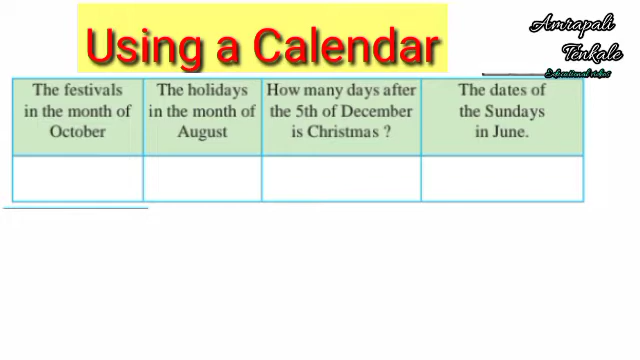 Using a Calendar
Amrapali
Tenkale
Educational video
The festivals
in the month of
October
The holidays
in the month of
August
How many days after
the 5th of December
is Christmas ?
The dates of
the Sundays
in June.